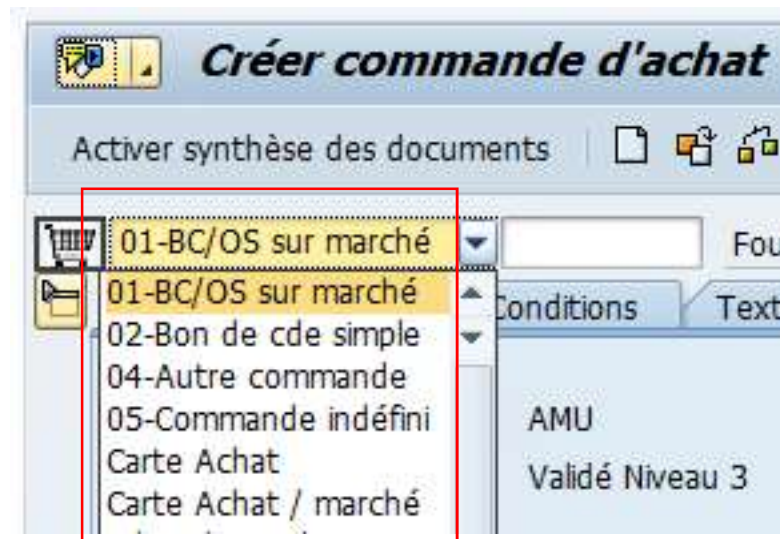 Créer commande d'achat
Activer synthèse des documents
01-BC/OS sur marché
01-BC/OS sur marché Conditions
02-Bon de cde simple
04-Autre commande
05-Commande indéfini AMU
Carte Achat Validé Niveau 3
Carte Achat / marché